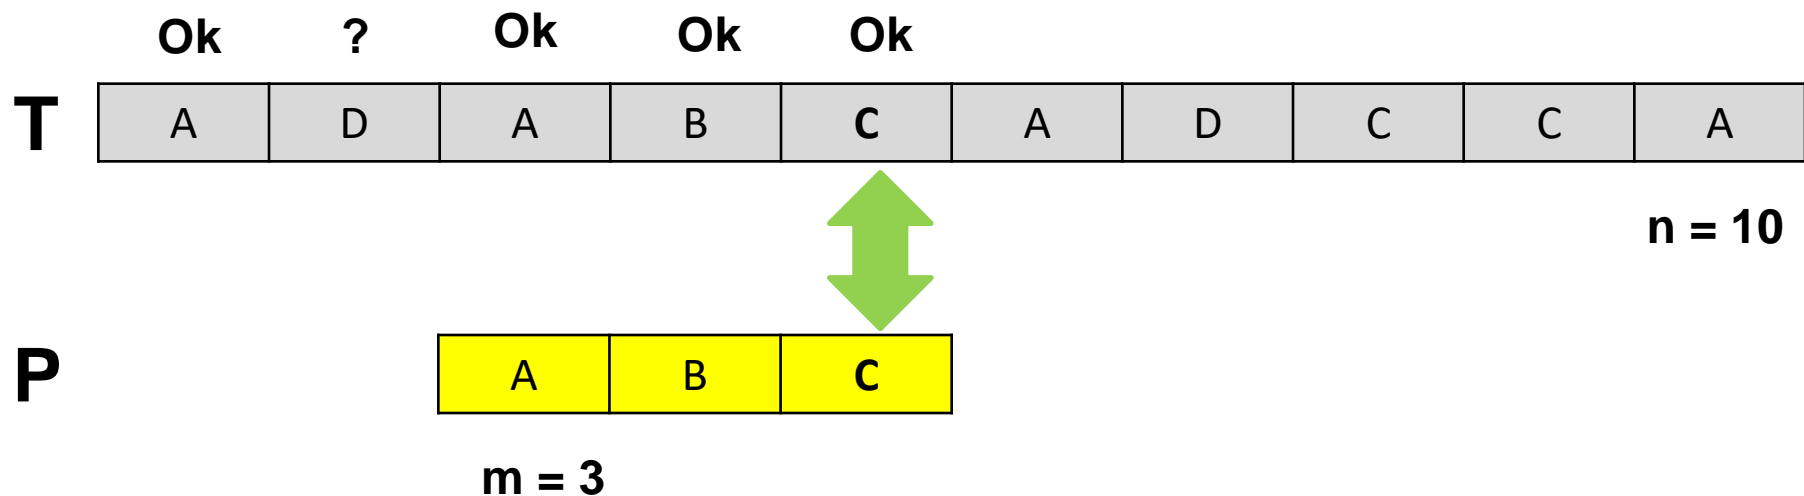 Ok ? Ok Ok Ok
T A D A B C A D C C A
n = 10
P A B C
m = 3